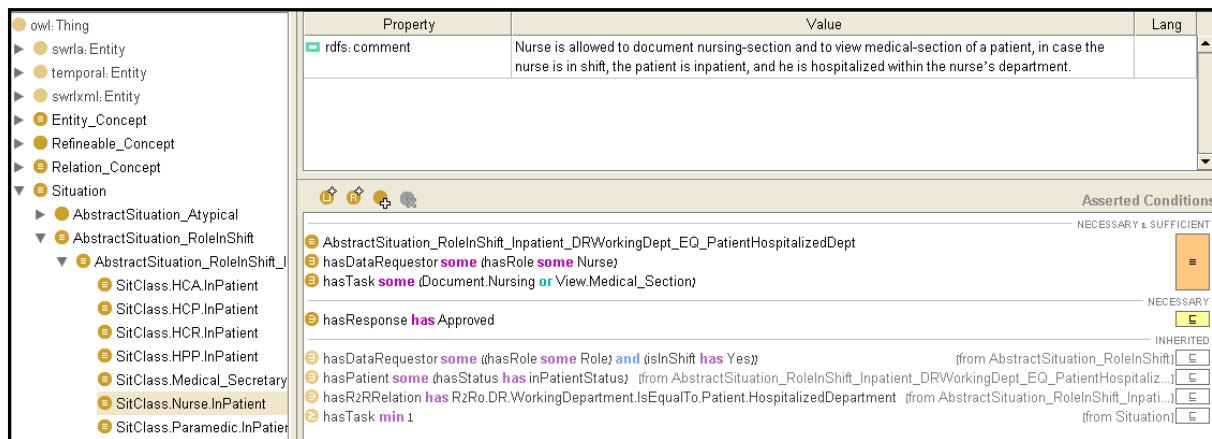 owl:Thing
swrla:Entity
temporal:Entity
swrlxml:Entity
Entity_Concept
Refineable_Concept
Relation_Concept
Situation
AbstractSituation_Atypical
AbstractSituation_RoleInShift
AbstractSituation_RoleInShift_I
SitClass.HCA.InPatient
SitClass.HCP.InPatient
SitClass.HCR.InPatient
SitClass.HPP.InPatient
SitClass.Medical_Secretary
SitClass.Nurse.InPatient
SitClass.Paramedic.InPatier
Property Value Lang
rdfs:comment Nurse is allowed to document nursing-section and to view medical-section of a patient, in case the
nurse is in shift, the patient is inpatient, and he is hospitalized within the nurse's department.
Asserted Conditions
NECESSARY & SUFFICIENT
AbstractSituation_RoleInShift_Inpatient_DRWorkingDept_EQ_PatientHospitalizedDept
hasDataRequestor some (hasRole some Nurse)
hasTask some (Document.Nursing or View.Medical_Section)
NECESSARY
hasResponse has Approved
INHERITED
hasDataRequestor some ((hasRole some Role) and (isInShift has Yes)) [from AbstractSituation_RoleInShift]
hasPatient some (hasStatus has inPatientStatus) [from AbstractSituation_RoleInShift_Inpatient_DRWorkingDept_EQ_PatientHospitaliz...]
hasR2RRelation has R2Ro.DR.WorkingDepartment.IsEqualTo.Patient.HospitalizedDepartment [from AbstractSituation_RoleInShift_Inpati...]
hasTask min 1 [from Situation]